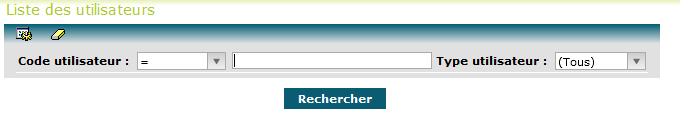 Liste des utilisateurs
Code utilisateur : = Type utilisateur : (Tous)
Rechercher